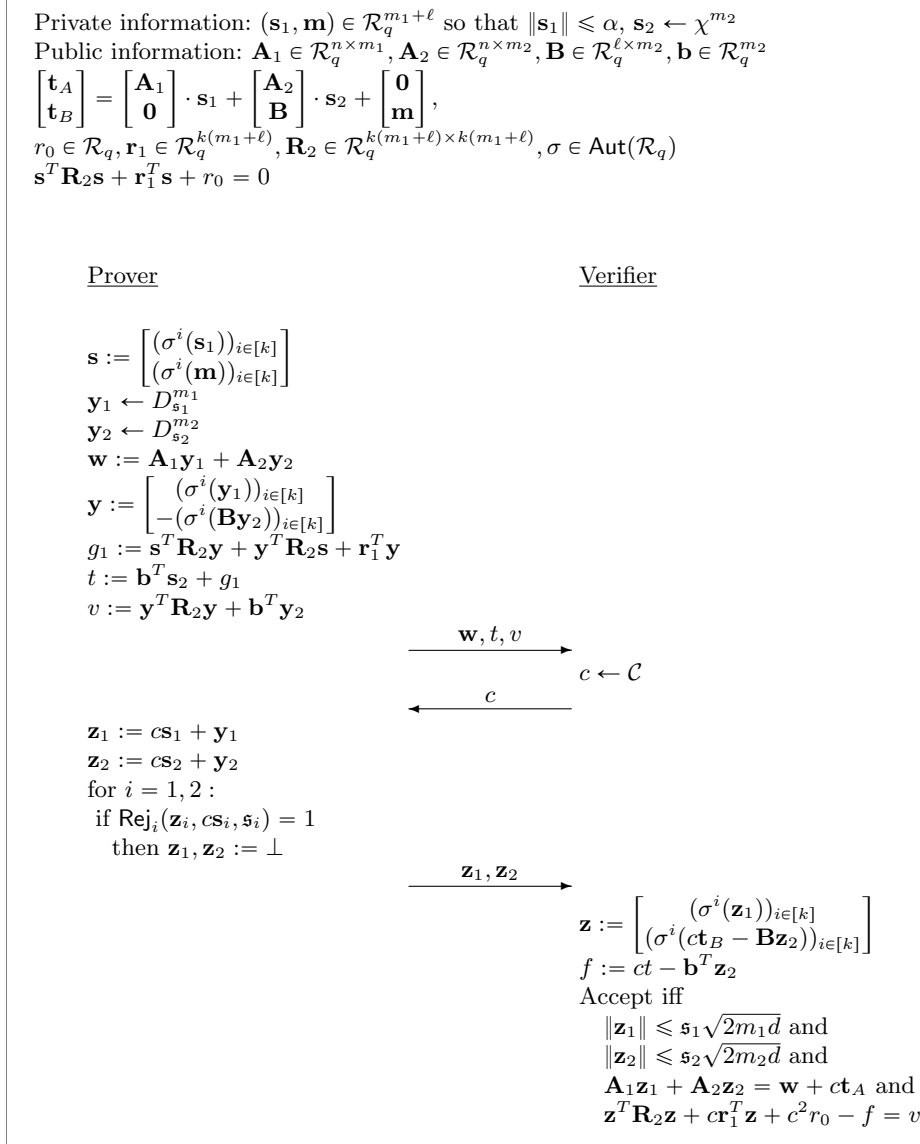 Private information: (s₁, m) ∈ R_q^{m₁+ℓ} so that ‖s₁‖ ⩽ α, s₂ ← χ^{m₂}
Public information: A₁ ∈ R_q^{n×m₁}, A₂ ∈ R_q^{n×m₂}, B ∈ R_q^{ℓ×m₂}, b ∈ R_q^{m₂}
[t_A; t_B] = [A₁; 0] · s₁ + [A₂; B] · s₂ + [0; m],
r₀ ∈ R_q, r₁ ∈ R_q^{k(m₁+ℓ)}, R₂ ∈ R_q^{k(m₁+ℓ)×k(m₁+ℓ)}, σ ∈ Aut(R_q)
s^T R₂ s + r₁^T s + r₀ = 0
Prover
Verifier
s := [(σ^i(s₁))_{i∈[k]}; (σ^i(m))_{i∈[k]}]
y₁ ← D_{𝔰₁}^{m₁}
y₂ ← D_{𝔰₂}^{m₂}
w := A₁y₁ + A₂y₂
y := [(σ^i(y₁))_{i∈[k]}; −(σ^i(By₂))_{i∈[k]}]
g₁ := s^T R₂ y + y^T R₂ s + r₁^T y
t := b^T s₂ + g₁
v := y^T R₂ y + b^T y₂
w, t, v
c ← C
c
z₁ := cs₁ + y₁
z₂ := cs₂ + y₂
for i = 1, 2 :
if Rej_i(z_i, cs_i, 𝔰_i) = 1
then z₁, z₂ := ⊥
z₁, z₂
z := [(σ^i(z₁))_{i∈[k]}; (σ^i(ct_B − Bz₂))_{i∈[k]}]
f := ct − b^T z₂
Accept iff
‖z₁‖ ⩽ 𝔰₁√(2m₁d) and
‖z₂‖ ⩽ 𝔰₂√(2m₂d) and
A₁z₁ + A₂z₂ = w + ct_A and
z^T R₂ z + cr₁^T z + c²r₀ − f = v